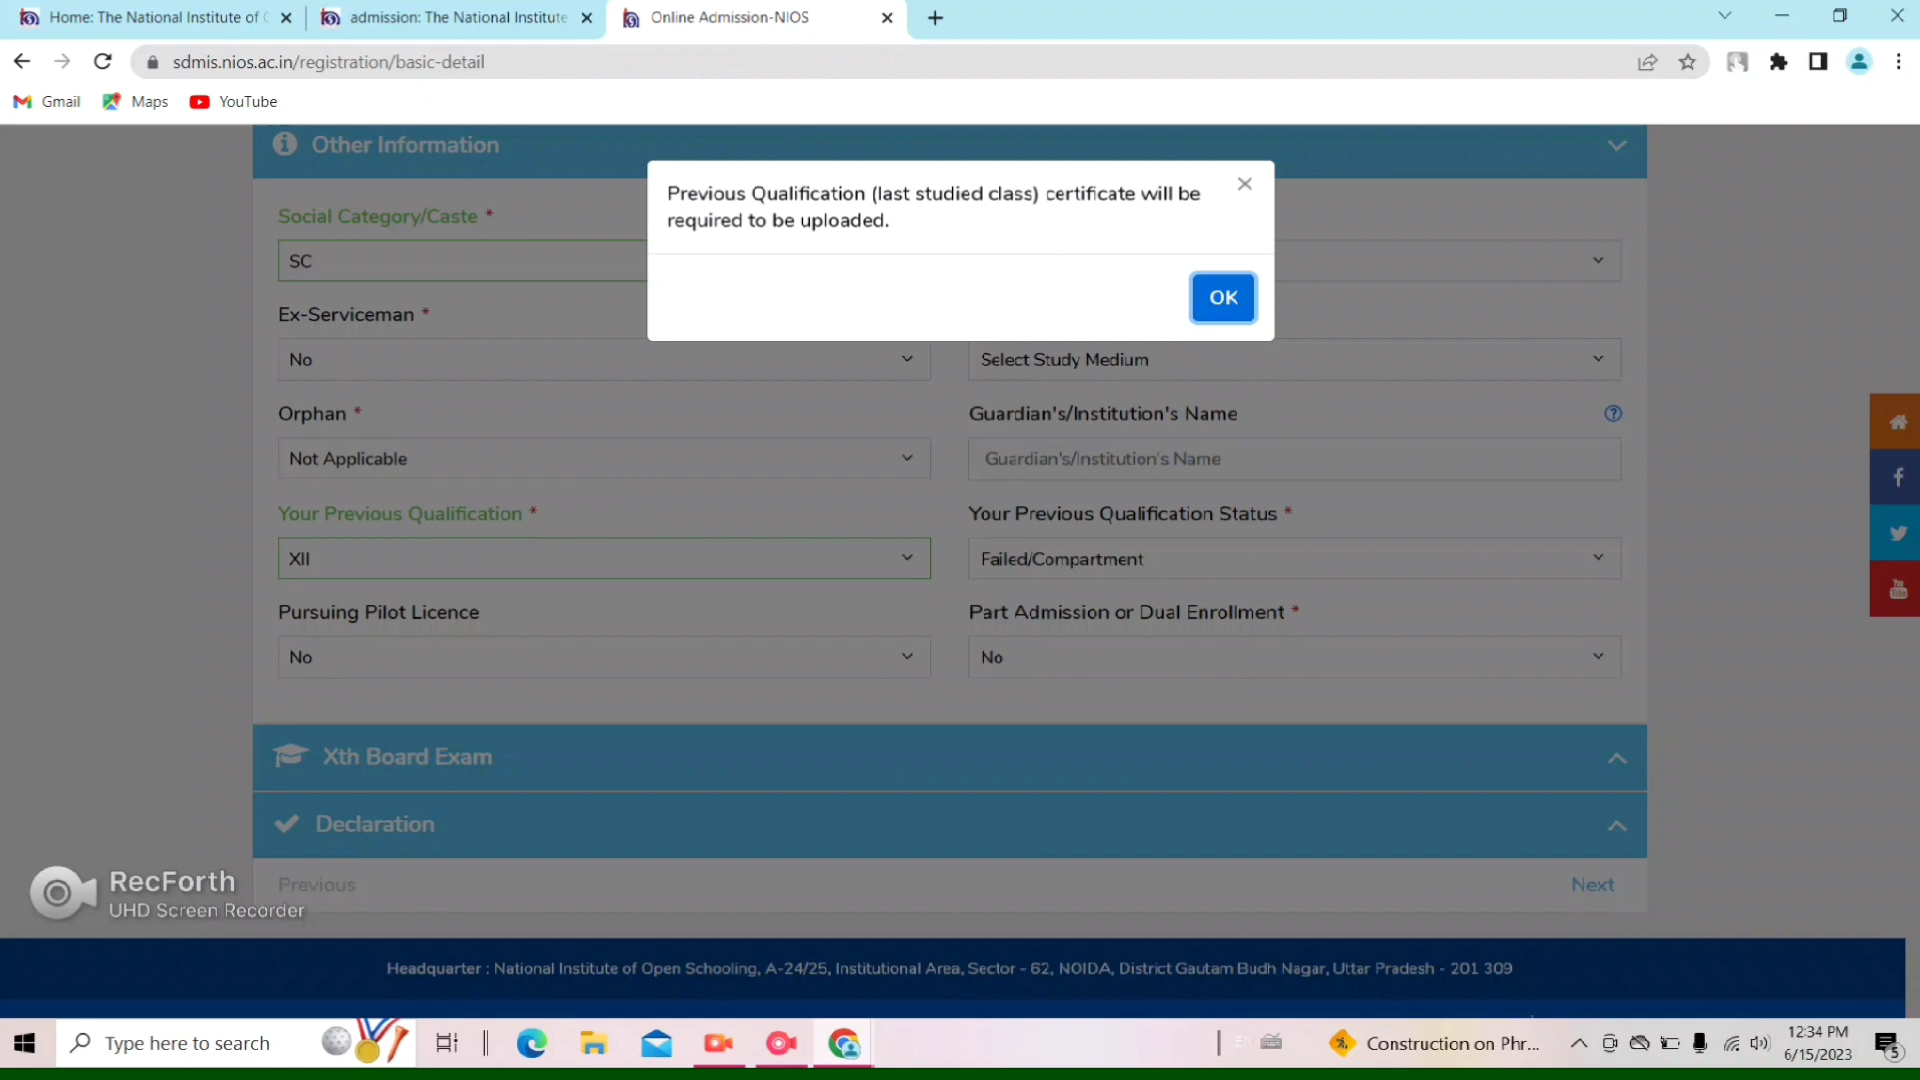 Home: The National Institute of
admission: The National Institute
Online Admission-NIOS
sdmis.nios.ac.in/registration/basic-detail
Gmail
Maps
YouTube
Other Information
Previous Qualification (last studied class) certificate will be
required to be uploaded.
OK
Social Category/Caste *
SC
Ex-Serviceman *
No
Select Study Medium
Orphan *
Guardian's/Institution's Name
Not Applicable
Guardian's/Institution's Name
Your Previous Qualification *
Your Previous Qualification Status *
XII
Failed/Compartment
Pursuing Pilot Licence
Part Admission or Dual Enrollment *
No
No
Xth Board Exam
Declaration
Previous
Next
RecForth
UHD Screen Recorder
Headquarter : National Institute of Open Schooling, A-24/25, Institutional Area, Sector - 62, NOIDA, District Gautam Budh Nagar, Uttar Pradesh - 201 309
Type here to search
Construction on Phr...
12:34 PM
6/15/2023
5